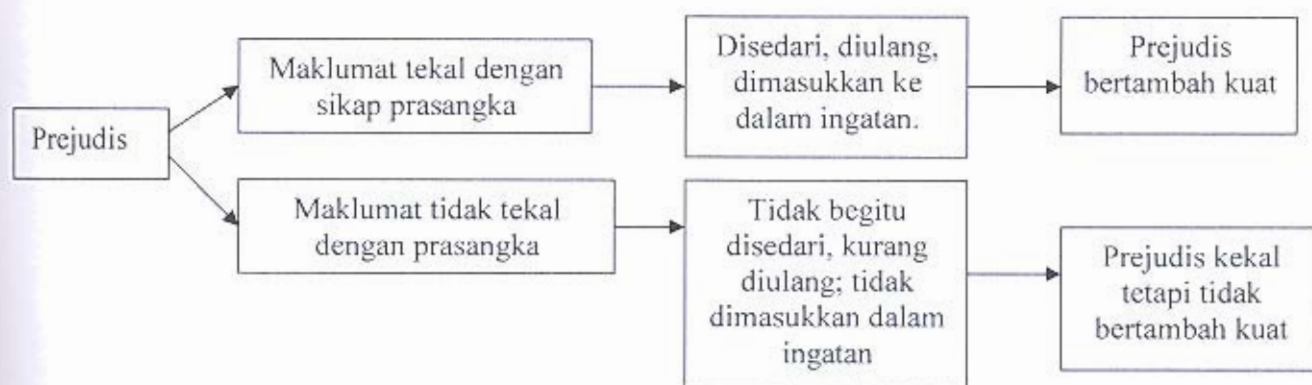 Prejudis
Maklumat tekal dengan
sikap prasangka
Disedari, diulang,
dimasukkan ke
dalam ingatan.
Prejudis
bertambah kuat
Maklumat tidak tekal
dengan prasangka
Tidak begitu
disedari, kurang
diulang; tidak
dimasukkan dalam
ingatan
Prejudis kekal
tetapi tidak
bertambah kuat